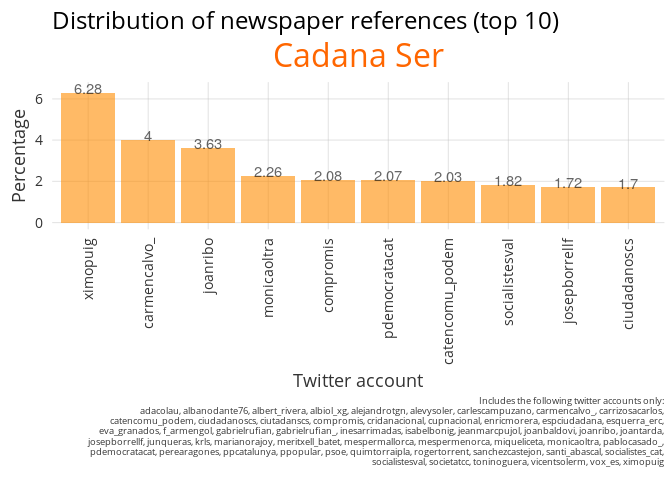 Distribution of newspaper references (top 10)
Cadana Ser
Percentage
6
4
2
0
6.28
4
3.63
2.26
2.08
2.07
2.03
1.82
1.72
1.7
ximopuig
carmencalvo_
joanribo
monicaoltra
compromis
pdemocratacat
catencomu_podem
socialistesval
josepborrellf
ciudadanoscs
Twitter account
Includes the following twitter accounts only:
adacolau, albanodante76, albert_rivera, albiol_xg, alejandrotgn, alevysoler, carlescampuzano, carmencalvo_, carrizosacarlos,
catencomu_podem, ciudadanoscs, ciutadanscs, compromis, cridanacional, cupnacional, enricmorera, espciudadana, esquerra_erc,
eva_granados, f_armengol, gabrielrufian, gabrielrufian_, inesarrimadas, isabelbonig, jeanmarcpujol, joanbaldovi, joanribo, joantarda,
josepborrellf, junqueras, krls, marianorajoy, meritxell_batet, mespermallorca, mespermenorca, miqueliceta, monicaoltra, pablocasado_,
pdemocratacat, perearagones, ppcatalunya, ppopular, psoe, quimtorraipla, rogertorrent, sanchezcastejon, santi_abascal, socialistes_cat,
socialistesval, societatcc, toninoguera, vicentsolerm, vox_es, ximopuig